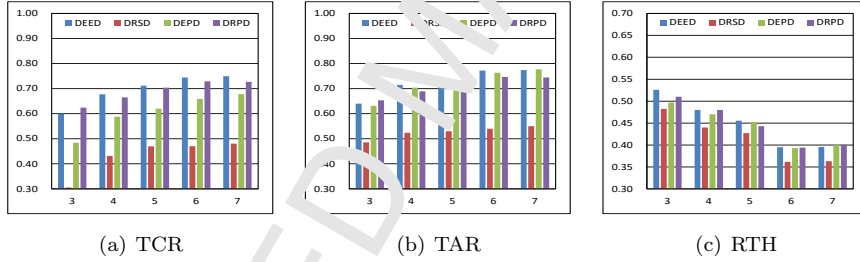 1.00 1.00 0.70
DEED DRSD DEPD DRPD DEED DRPD DEED DRSD DEPD DRPD
0.90 0.90 0.65
0.80 0.80 0.60
0.55
0.70 0.70 0.50
0.60 0.60
0.45
0.50 0.50
0.40
0.40 0.40 0.35
0.30 0.30 0.30
3 4 5 6 7 3 4 5 6 7 3 4 5 6 7
(a) TCR (b) TAR (c) RTH